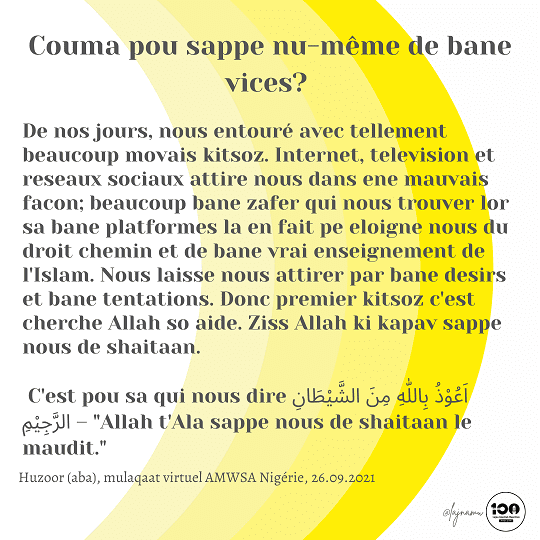 Couma pou sappe nu-même de bane
vices?
De nos jours, nous entouré avec tellement
beaucoup movais kitsoz. Internet, television et
reseaux sociaux attire nous dans ene mauvais
facon; beaucoup bane zafer qui nous trouver lor
sa bane platformes la en fait pe eloigne nous du
droit chemin et de bane vrai enseignement de
l'Islam. Nous laisse nous attirer par bane desirs
et bane tentations. Donc premier kitsoz c'est
cherche Allah so aide. Ziss Allah ki kapav sappe
nous de shaitaan.
C'est pou sa qui nous dire اَعُوْذُ بِاللّٰهِ مِنَ الشَّيْطَانِ
الرَّجِيْمِ – "Allah t'Ala sappe nous de shaitaan le
maudit."
Huzoor (aba), mulaqaat virtuel AMWSA Nigérie, 26.09.2021
@lajnamu
100